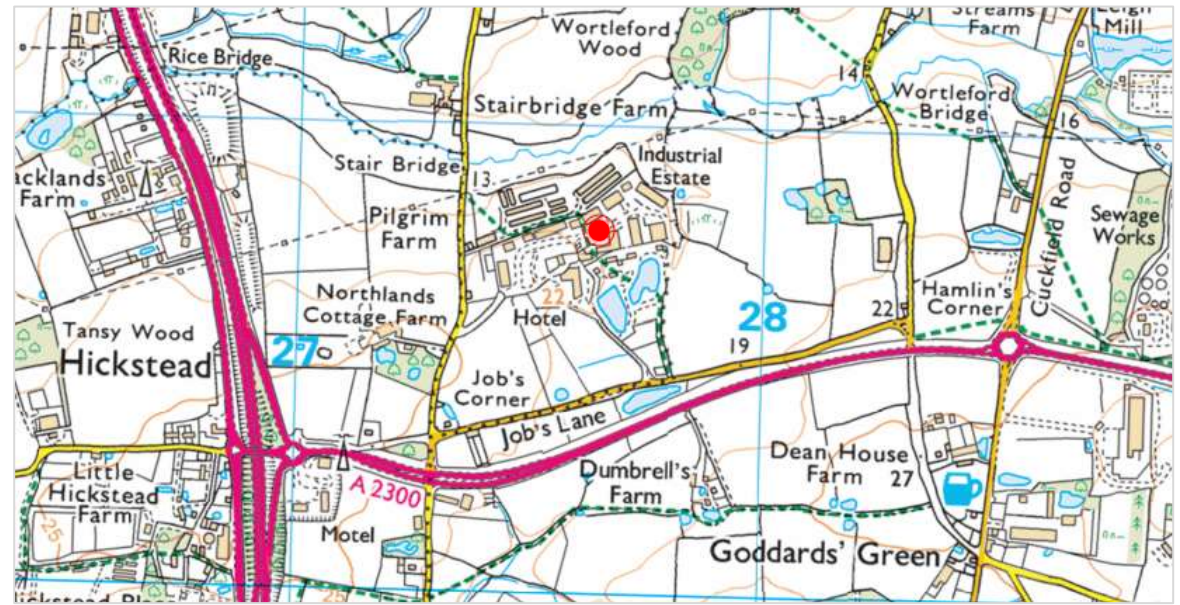 Wortleford
Wood
Streams
Farm
Leigh
Mill
Rice Bridge
14
Stairbridge Farm
Wortleford
Bridge
16
Stair Bridge
13
Industrial
Estate
acklands
Farm
Pilgrim
Farm
Cuckfield Road
Sewage
Works
22
Hotel
Northlands
Cottage Farm
28
22
Hamlin's
Corner
Tansy Wood
Hickstead
27
19
Job's
Corner
Job's Lane
Little
Hickstead
Farm
25
A 2300
Motel
Dumbrell's
Farm
Dean House
Farm 27
Goddards' Green
25